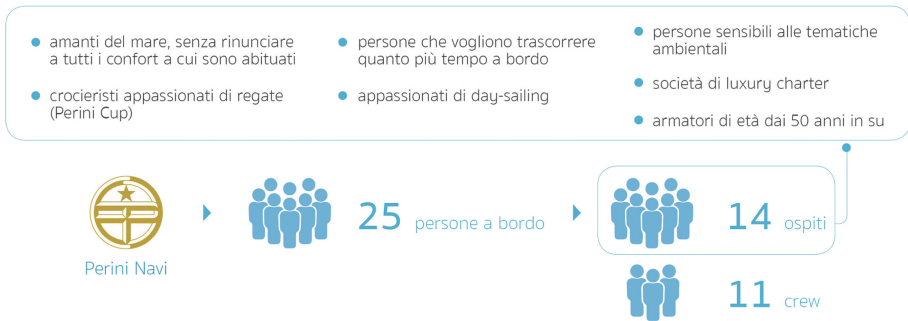 amanti del mare, senza rinunciare
a tutti i confort a cui sono abituati
crocieristi appassionati di regate
(Perini Cup)
persone che vogliono trascorrere
quanto più tempo a bordo
appassionati di day-sailing
persone sensibili alle tematiche
ambientali
società di luxury charter
armatori di età dai 50 anni in su
Perini Navi
25 persone a bordo
14 ospiti
11 crew